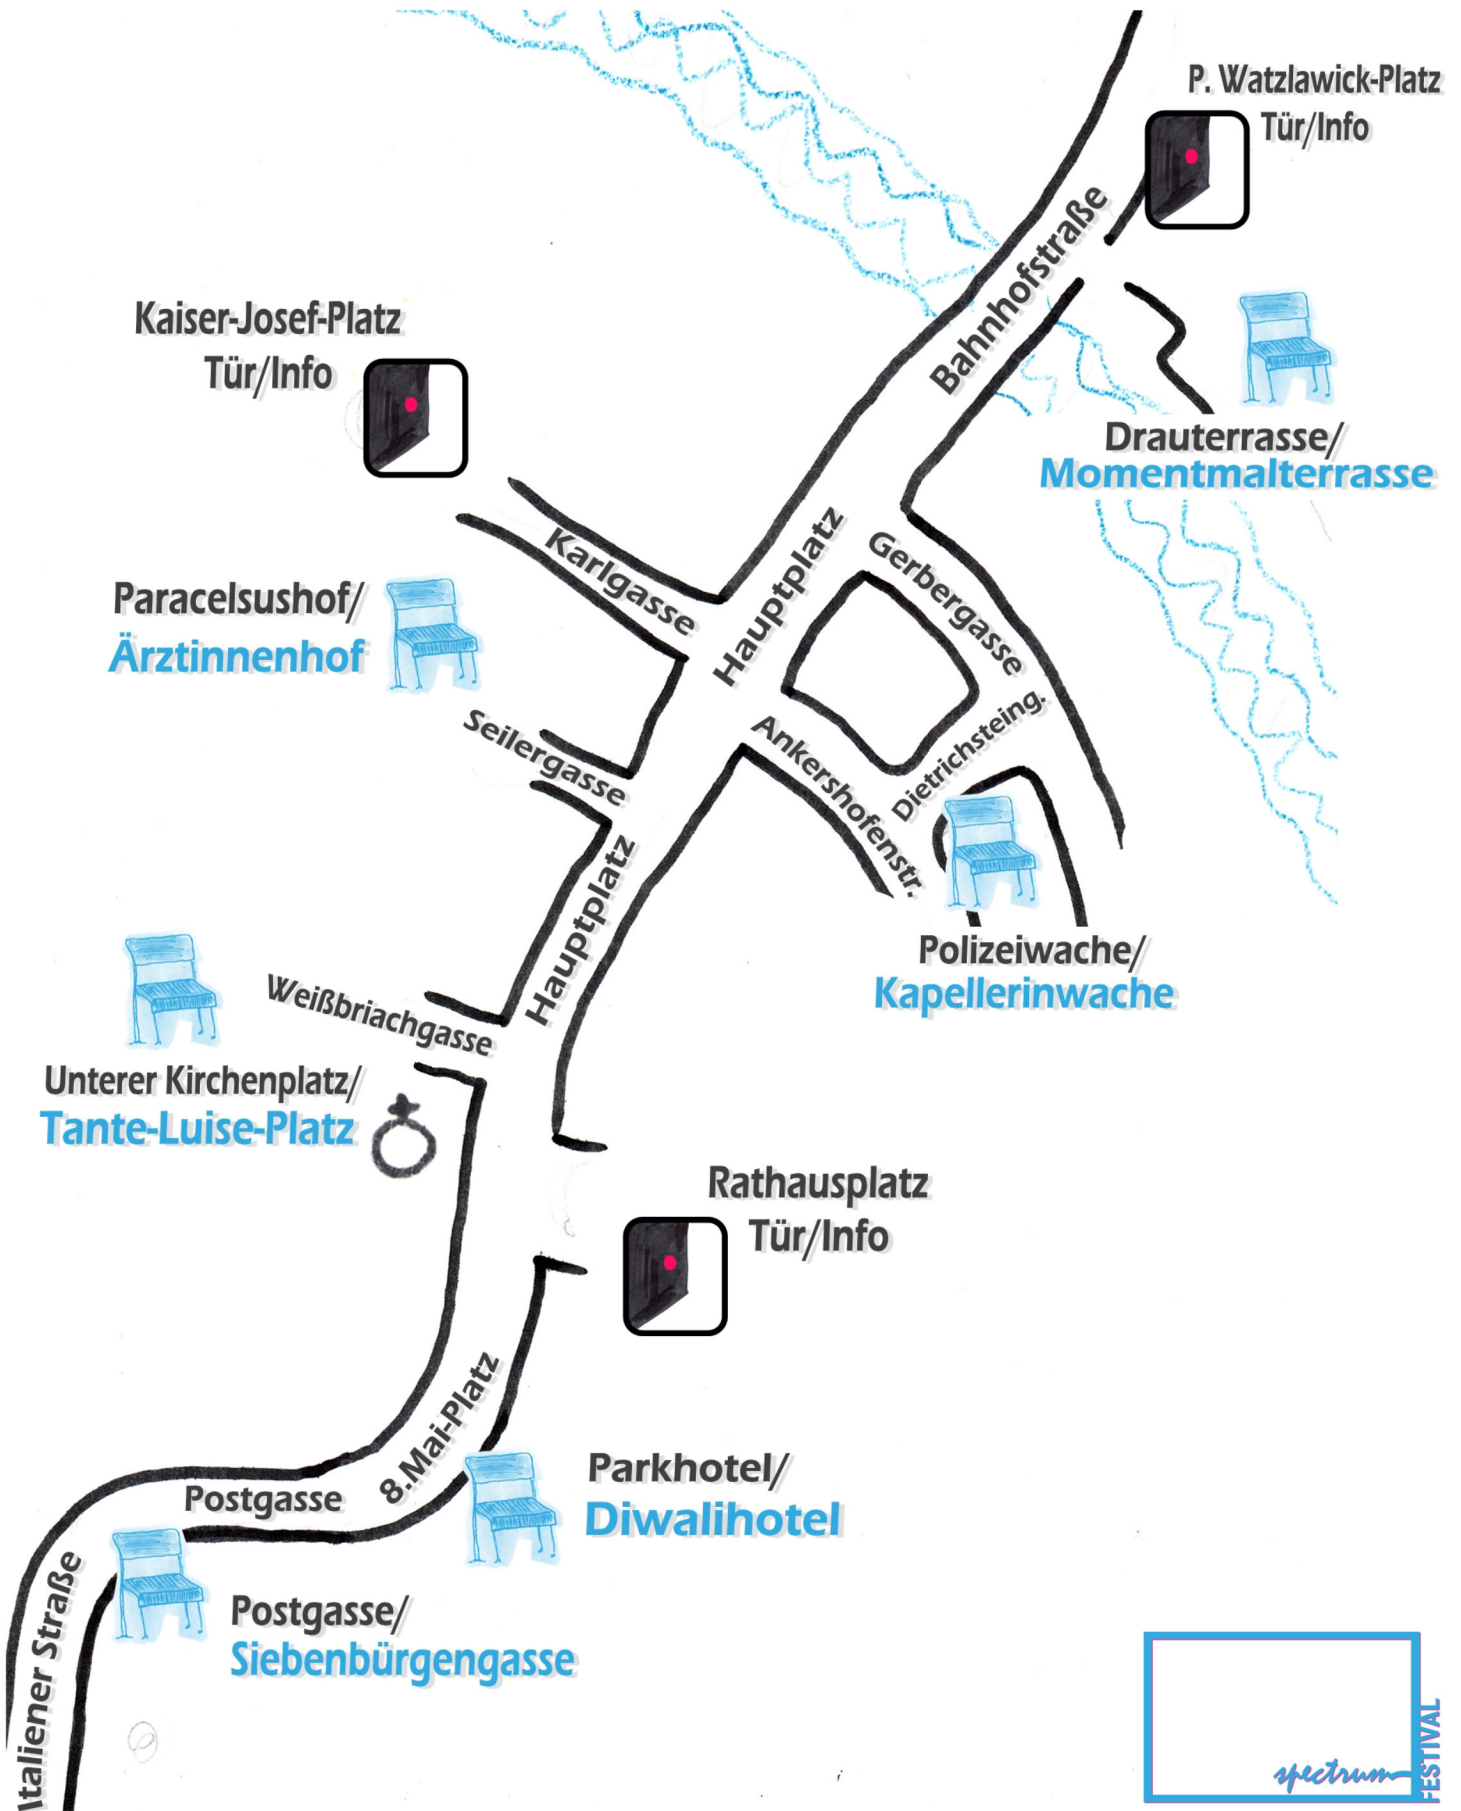 P. Watzlawick-Platz
Tür/Info
Bahnhofstraße
Kaiser-Josef-Platz
Tür/Info
Drauterrasse/
Momentmalterrasse
Karlgasse
Hauptplatz
Gerbergasse
Paracelsushof/
Ärztinnenhof
Seilergasse
Ankershofenstr.
Dietrichsteing.
Hauptplatz
Polizeiwache/
Kapellerinwache
Weißbriachgasse
Unterer Kirchenplatz/
Tante-Luise-Platz
Rathausplatz
Tür/Info
8.Mai-Platz
Parkhotel/
Diwalihotel
Postgasse
Postgasse/
Siebenbürgengasse
Italiener Straße
spectrum
FESTIVAL